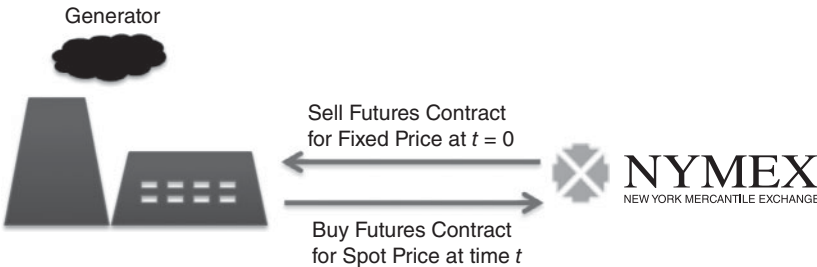 Generator
Sell Futures Contract
for Fixed Price at t = 0
NYMEX
NEW YORK MERCANTILE EXCHANGE
Buy Futures Contract
for Spot Price at time t